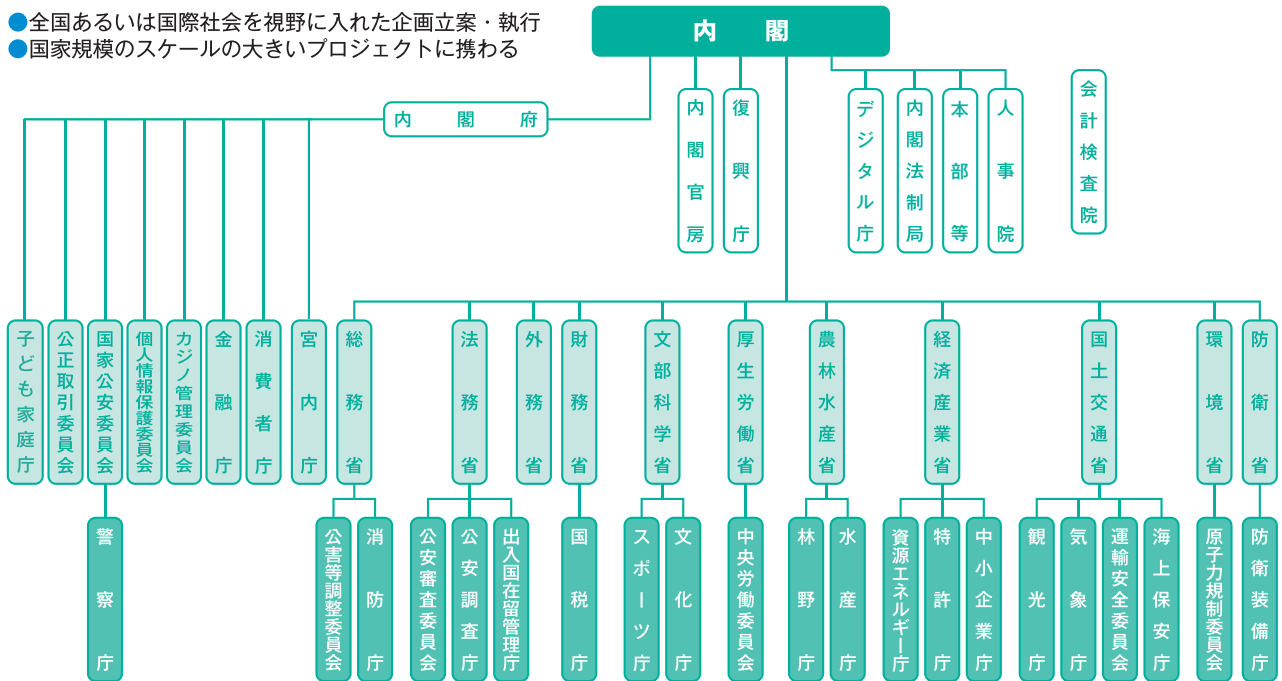 ●全国あるいは国際社会を視野に入れた企画立案・執行
●国家規模のスケールの大きいプロジェクトに携わる
内閣
内閣府
内閣官房
復興庁
デジタル庁
内閣法制局
本部等
人事院
会計検査院
子ども家庭庁
公正取引委員会
国家公安委員会
個人情報保護委員会
カジノ管理委員会
金融庁
消費者庁
宮内庁
総務省
法務省
外務省
財務省
文部科学省
厚生労働省
農林水産省
経済産業省
国土交通省
環境省
防衛省
警察庁
公害等調整委員会
消防庁
公安審査委員会
公安調査庁
出入国在留管理庁
国税庁
スポーツ庁
文化庁
中央労働委員会
林野庁
水産庁
資源エネルギー庁
特許庁
中小企業庁
観光庁
気象庁
運輸安全委員会
海上保安庁
原子力規制委員会
防衛装備庁